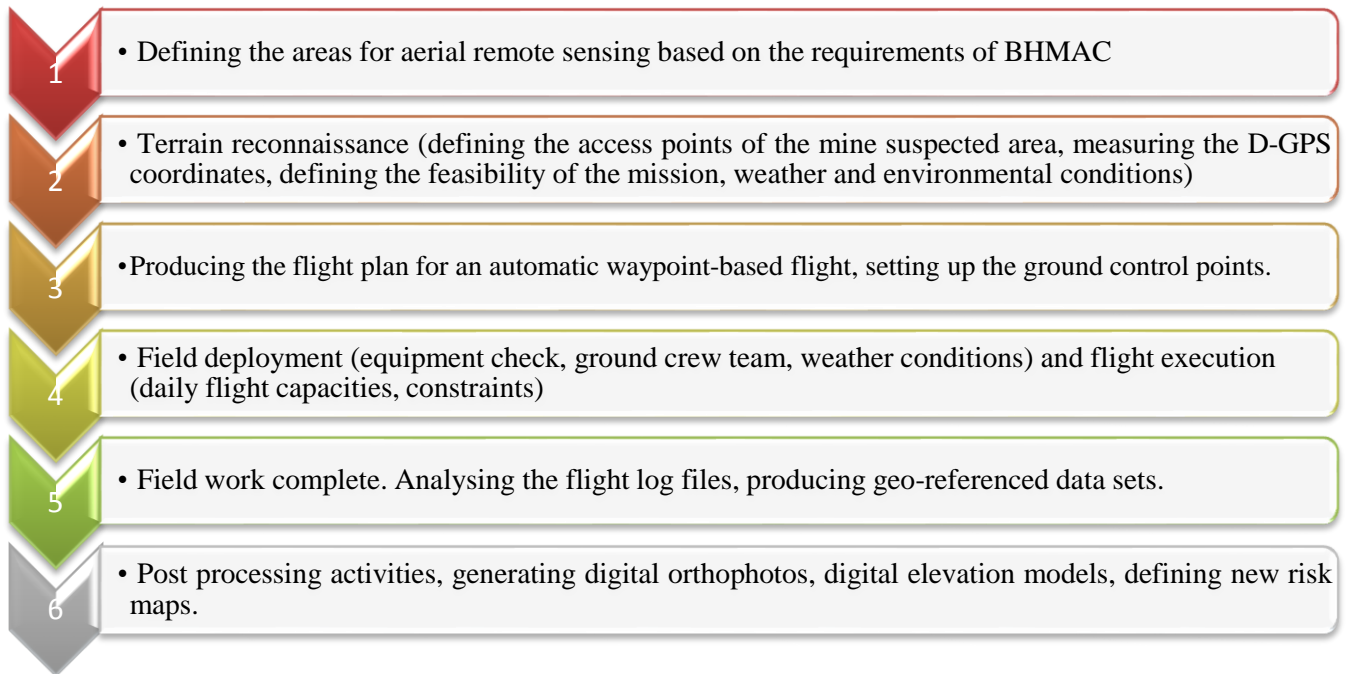 1
• Defining the areas for aerial remote sensing based on the requirements of BHMAC
2
• Terrain reconnaissance (defining the access points of the mine suspected area, measuring the D-GPS
coordinates, defining the feasibility of the mission, weather and environmental conditions)
3
•Producing the flight plan for an automatic waypoint-based flight, setting up the ground control points.
4
• Field deployment (equipment check, ground crew team, weather conditions) and flight execution
(daily flight capacities, constraints)
5
• Field work complete. Analysing the flight log files, producing geo-referenced data sets.
6
• Post processing activities, generating digital orthophotos, digital elevation models, defining new risk
maps.